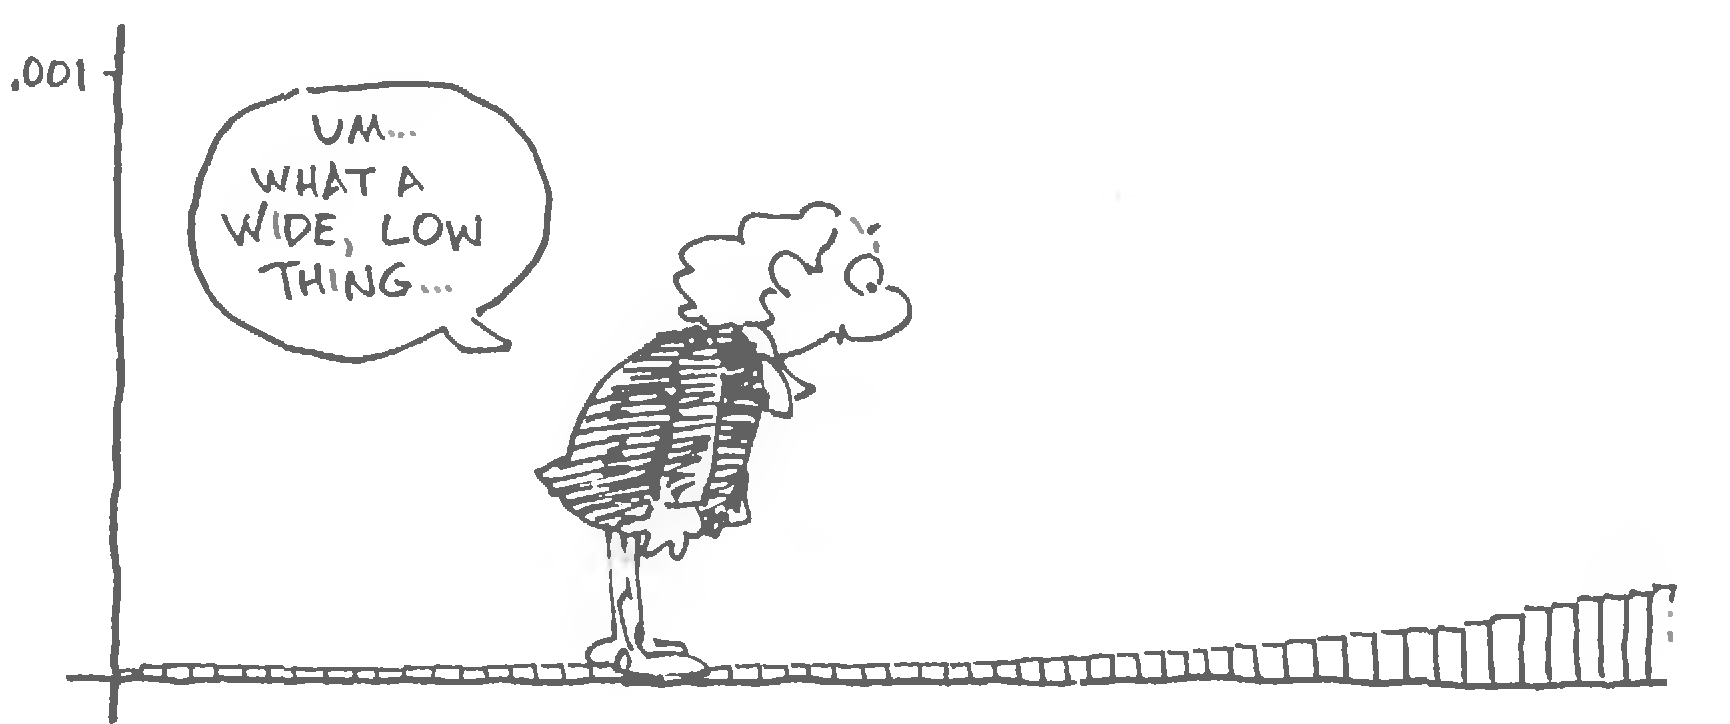 .001
UM...
WHAT A
WIDE, LOW
THING...